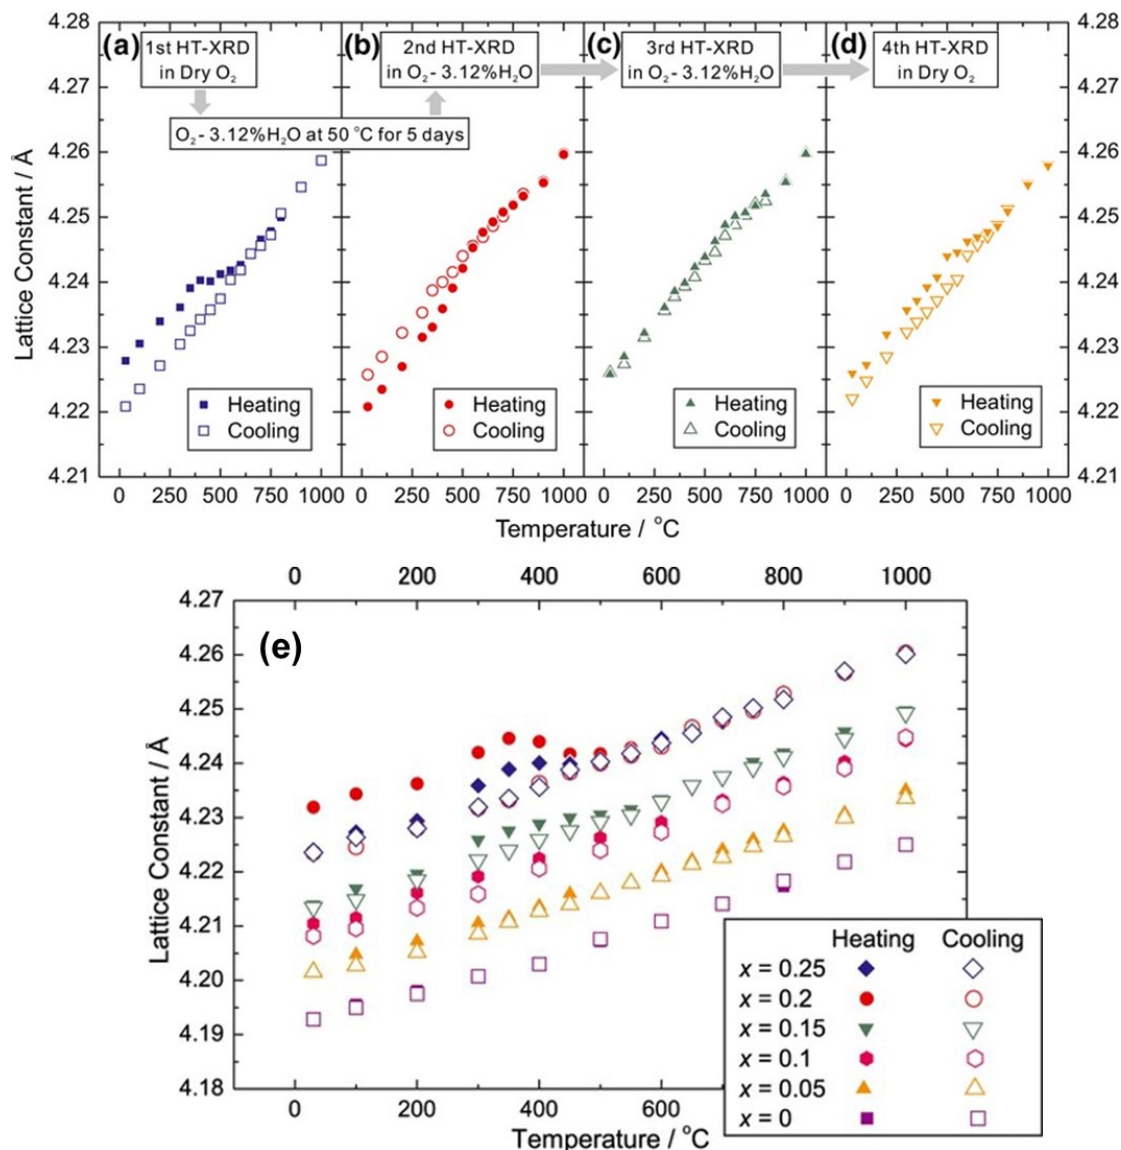 (a) 1st HT-XRD
in Dry O₂
(b) 2nd HT-XRD
in O₂- 3.12%H₂O
(c) 3rd HT-XRD
in O₂- 3.12%H₂O
(d) 4th HT-XRD
in Dry O₂
O₂- 3.12%H₂O at 50 °C for 5 days
Lattice Constant / Å
4.28
4.27
4.26
4.25
4.24
4.23
4.22
4.21
4.28
4.27
4.26
4.25
4.24
4.23
4.22
4.21
Heating
Cooling
Heating
Cooling
Heating
Cooling
Heating
Cooling
0 250 500 750 1000 0 250 500 750 1000 0 250 500 750 1000 0 250 500 750 1000
Temperature / °C
0 200 400 600 800 1000
(e)
Lattice Constant / Å
4.27
4.26
4.25
4.24
4.23
4.22
4.21
4.20
4.19
4.18
Heating Cooling
x = 0.25
x = 0.2
x = 0.15
x = 0.1
x = 0.05
x = 0
0 200 400 600
Temperature / °C